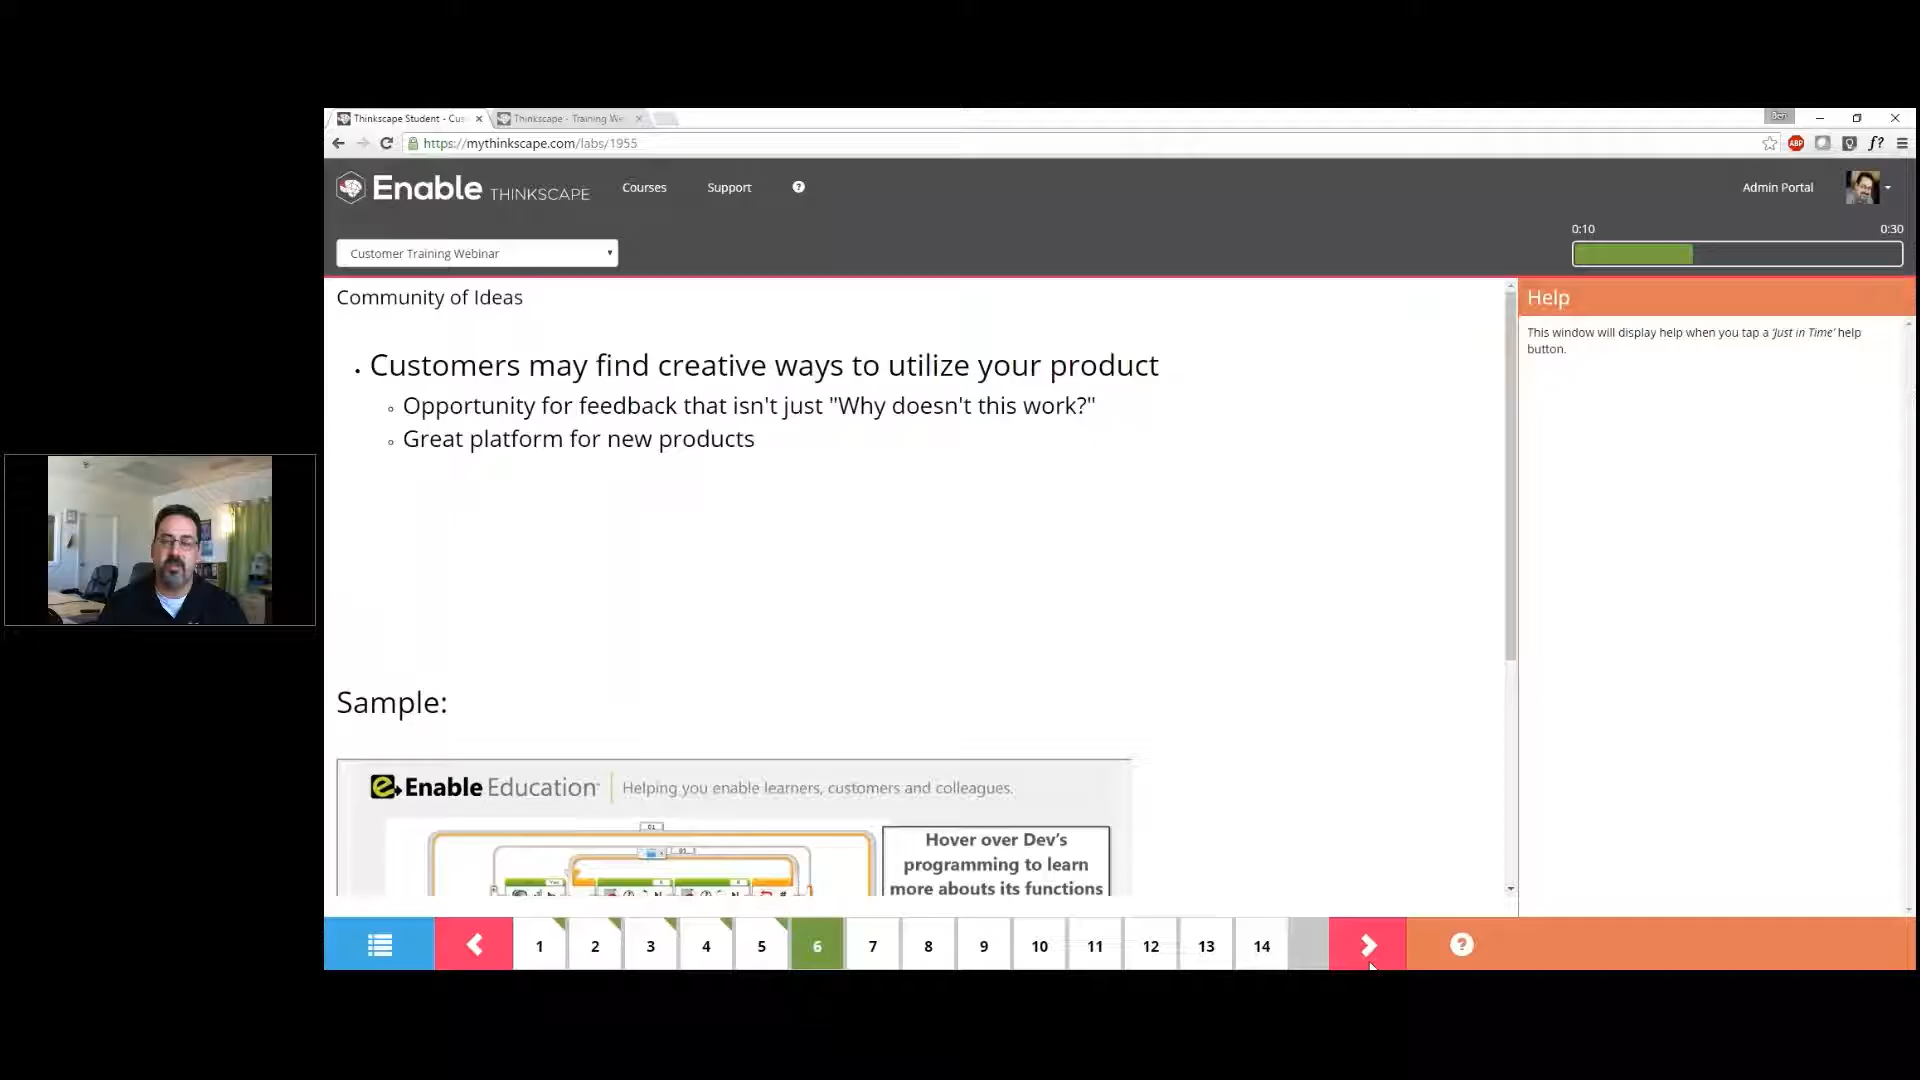 Thinkscape Student - Cus
Thinkscape - Training We
Ben
https://mythinkscape.com/labs/1955
ABP
f?
Enable THINKSCAPE
Courses
Support
?
Admin Portal
0:10
0:30
Customer Training Webinar
Community of Ideas
Help
This window will display help when you tap a 'Just in Time' help
button.
• Customers may find creative ways to utilize your product
◦ Opportunity for feedback that isn't just "Why doesn't this work?"
◦ Great platform for new products
Sample:
Enable Education
Helping you enable learners, customers and colleagues.
01
Hover over Dev's
programming to learn
more abouts its functions
1 2 3 4 5 6 7 8 9 10 11 12 13 14
?